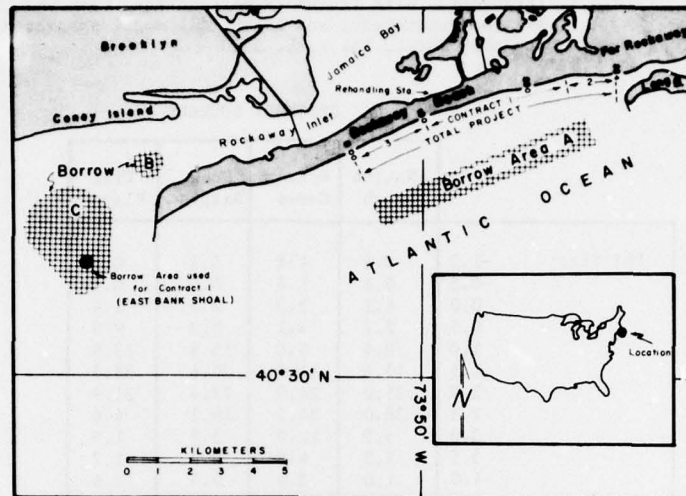 Brooklyn
Jamaica Bay
Far Rockaway
Rehandling Sta
Rockaway Beach
Coney Island
Rockaway Inlet
Long B.
3
CONTRACT I
2
TOTAL PROJECT
Borrow
B
Borrow Area A
C
ATLANTIC OCEAN
Borrow Area used
for Contract I
(EAST BANK SHOAL)
Location
40°30' N
73°50' W
N
KILOMETERS
0 1 2 3 4 5